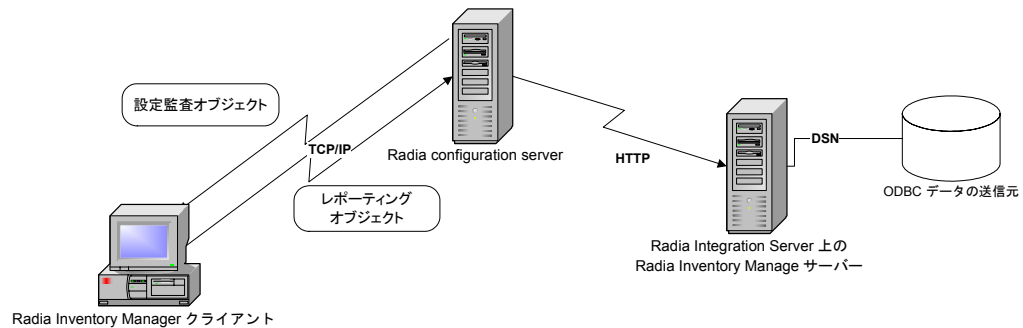 設定監査オブジェクト
TCP/IP
レポーティング
オブジェクト
Radia configuration server
HTTP
DSN
ODBC データの送信元
Radia Integration Server 上の
Radia Inventory Manage サーバー
Radia Inventory Manager クライアント